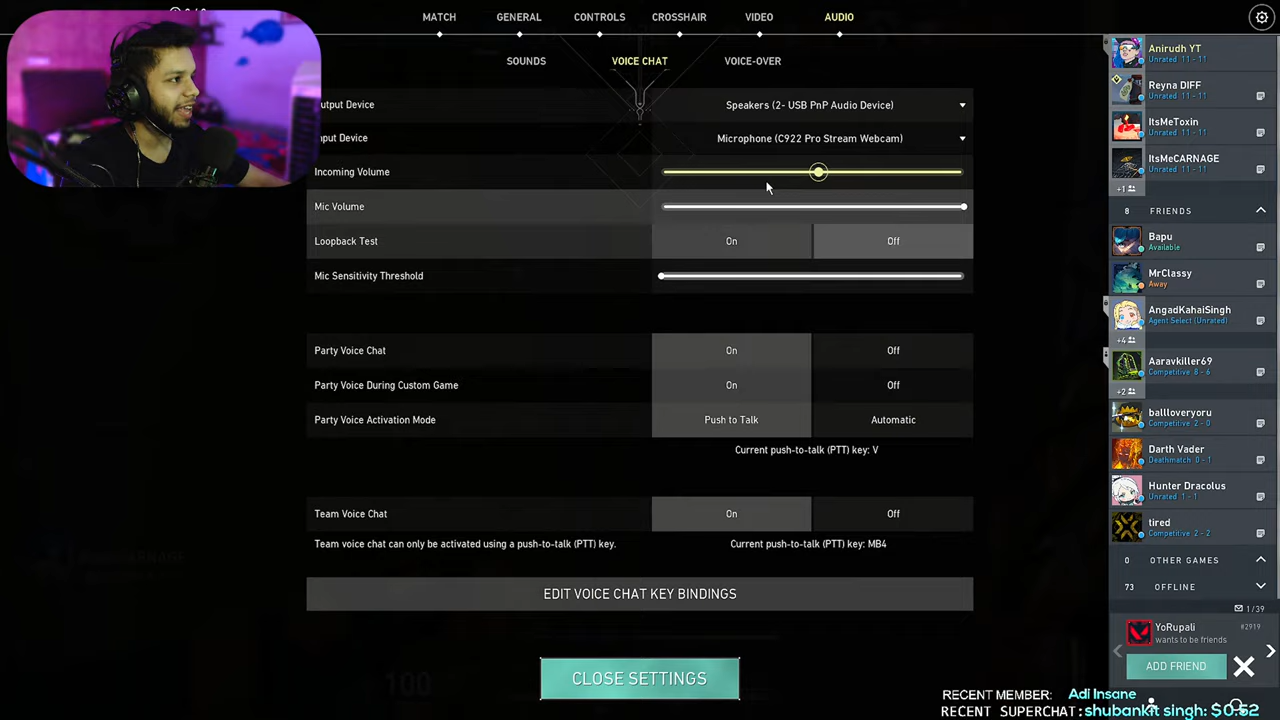 MATCH
GENERAL
CONTROLS
CROSSHAIR
VIDEO
AUDIO
SOUNDS
VOICE CHAT
VOICE-OVER
utput Device
Speakers (2- USB PnP Audio Device)
nput Device
Microphone (C922 Pro Stream Webcam)
Incoming Volume
Mic Volume
Loopback Test
On
Off
Mic Sensitivity Threshold
Party Voice Chat
On
Off
Party Voice During Custom Game
On
Off
Party Voice Activation Mode
Push to Talk
Automatic
Current push-to-talk (PTT) key: V
Team Voice Chat
On
Off
Team voice chat can only be activated using a push-to-talk (PTT) key.
Current push-to-talk (PTT) key: MB4
EDIT VOICE CHAT KEY BINDINGS
CLOSE SETTINGS
100
Anirudh YT
Unrated 11 - 11
Reyna DIFF
Unrated 11 - 11
ItsMeToxin
Unrated 11 - 11
ItsMeCARNAGE
Unrated 11 - 11
+1
8 FRIENDS
Bapu
Available
MrClassy
Away
AngadKahaiSingh
Agent Select (Unrated)
+4
Aaravkiller69
Competitive 8 - 6
+2
ballloveryoru
Competitive 2 - 0
Darth Vader
Deathmatch 0 - 1
Hunter Dracolus
Unrated 1 - 1
tired
Competitive 2 - 2
0 OTHER GAMES
73 OFFLINE
1/39
YoRupali #2919
wants to be friends
ADD FRIEND
RECENT MEMBER: Adi Insane
RECENT SUPERCHAT: shubankit singh: $0.52